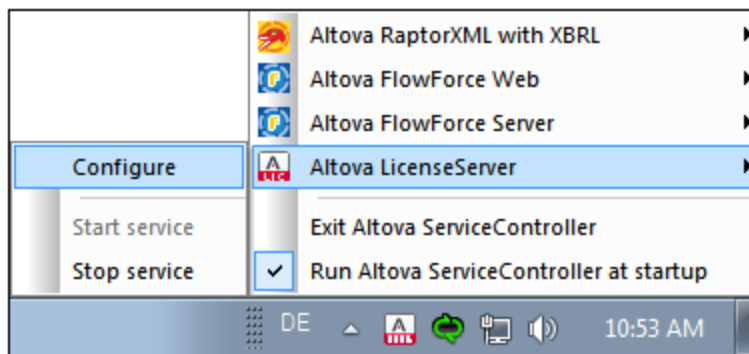 Altova RaptorXML with XBRL
Altova FlowForce Web
Altova FlowForce Server
Configure
LIC
Altova LicenseServer
Start service
Exit Altova ServiceController
Stop service
Run Altova ServiceController at startup
DE
10:53 AM